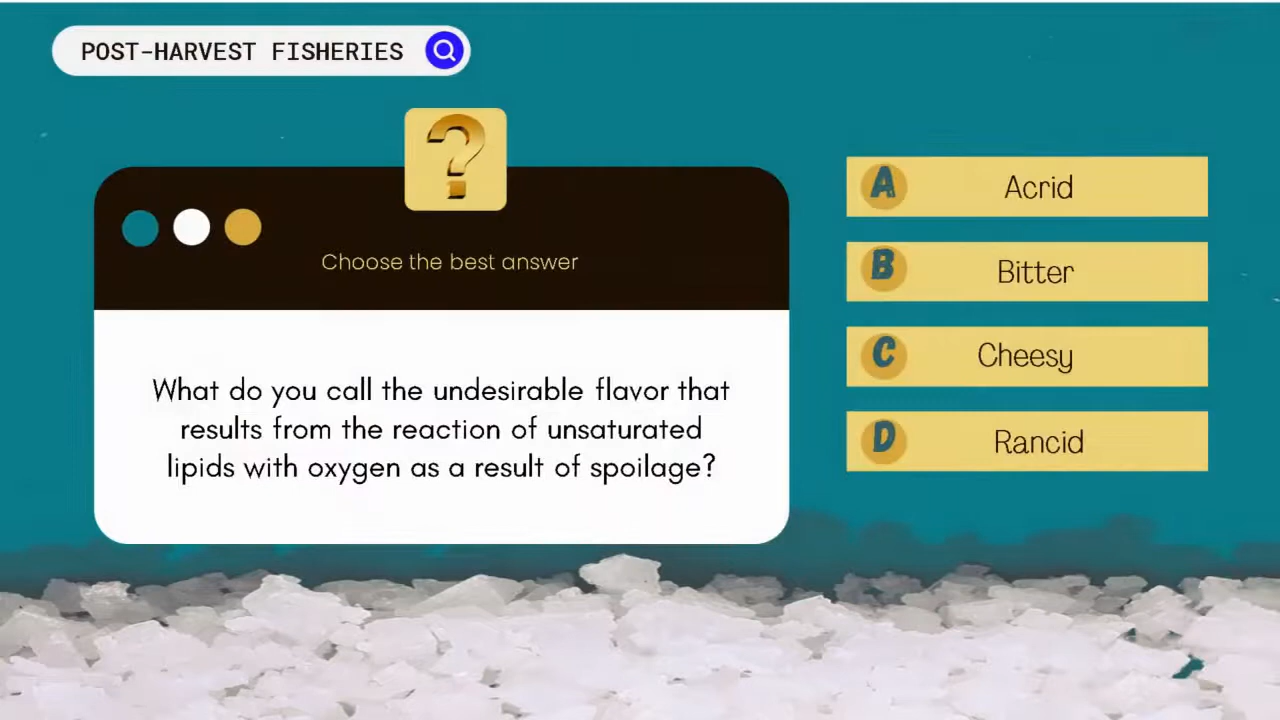 POST-HARVEST FISHERIES
?
Choose the best answer
What do you call the undesirable flavor that
results from the reaction of unsaturated
lipids with oxygen as a result of spoilage?
A Acrid
B Bitter
C Cheesy
D Rancid